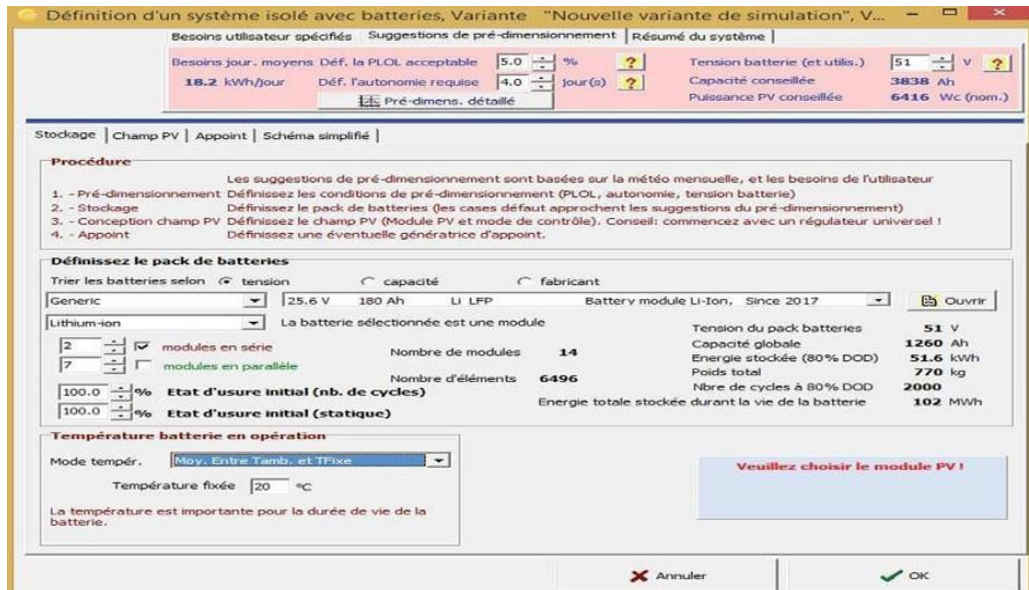 Définition d'un système isolé avec batteries, Variante "Nouvelle variante de simulation", V...
Besoins utilisateur spécifiés Suggestions de pré-dimensionnement Résumé du système
Besoins jour. moyens Déf. la PLOL acceptable 5.0 % ? Tension batterie (et utilis.) 51 V ?
18.2 kWh/jour Déf. l'autonomie requise 4.0 jour(s) ? Capacité conseillée 3838 Ah
Pré-dimens. détaillé Puissance PV conseillée 6416 Wc (nom.)
Stockage Champ PV Appoint Schéma simplifié
Procédure
Les suggestions de pré-dimensionnement sont basées sur la météo mensuelle, et les besoins de l'utilisateur
1. - Pré-dimensionnement Définissez les conditions de pré-dimensionnement (PLOL, autonomie, tension batterie)
2. - Stockage Définissez le pack de batteries (les cases défaut approchent les suggestions du pré-dimensionnement)
3. - Conception champ PV Définissez le champ PV (Module PV et mode de contrôle). Conseil: commencez avec un régulateur universel !
4. - Appoint Définissez une éventuelle génératrice d'appoint.
Définissez le pack de batteries
Trier les batteries selon tension capacité fabricant
Generic 25.6 V 180 Ah Li LFP Battery module Li-Ion, Since 2017 Ouvrir
Lithium-ion La batterie sélectionnée est une module
2 modules en série
7 modules en parallèle
100.0 % Etat d'usure initial (nb. de cycles)
100.0 % Etat d'usure initial (statique)
Nombre de modules 14
Nombre d'éléments 6496
Tension du pack batteries 51 V
Capacité globale 1260 Ah
Energie stockée (80% DOD) 51.6 kWh
Poids total 770 kg
Nbre de cycles à 80% DOD 2000
Energie totale stockée durant la vie de la batterie 102 MWh
Température batterie en opération
Mode tempér. Moy. Entre Tamb. et TFixe
Température fixée 20 °C
La température est importante pour la durée de vie de la
batterie.
Veuillez choisir le module PV !
Annuler OK